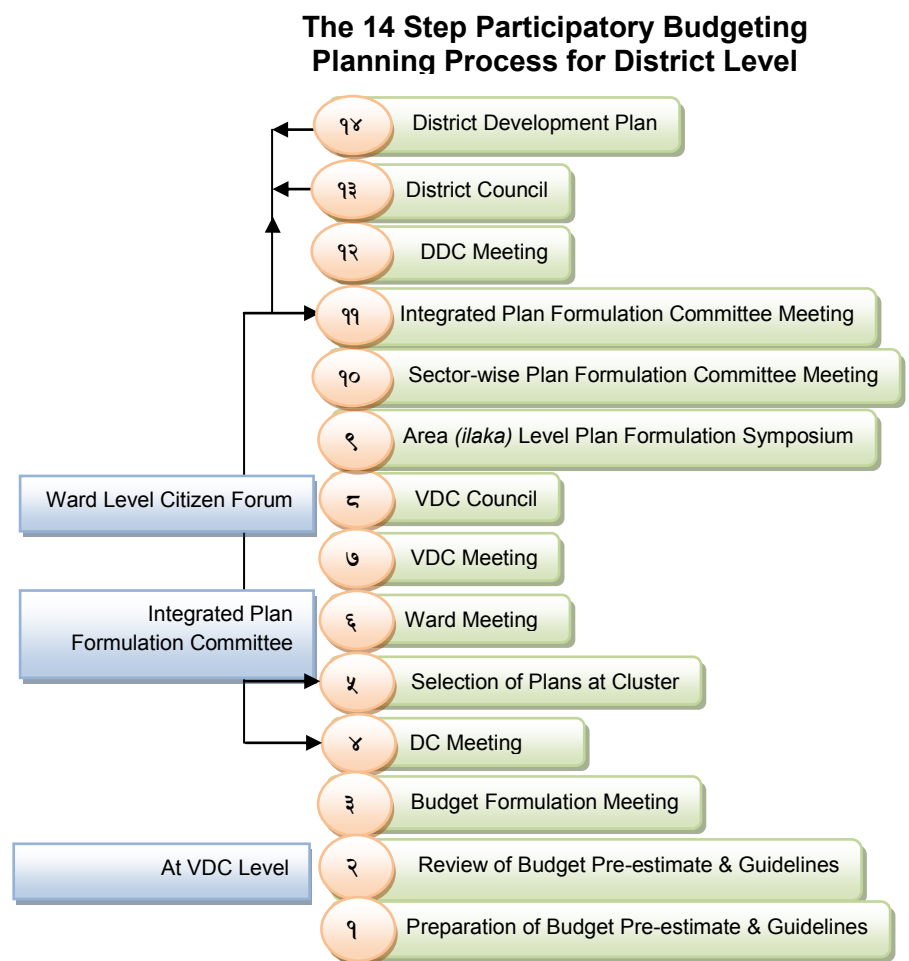 The 14 Step Participatory Budgeting
Planning Process for District Level
१४ District Development Plan
१३ District Council
१२ DDC Meeting
११ Integrated Plan Formulation Committee Meeting
१० Sector-wise Plan Formulation Committee Meeting
९ Area (ilaka) Level Plan Formulation Symposium
Ward Level Citizen Forum
८ VDC Council
७ VDC Meeting
Integrated Plan
Formulation Committee
६ Ward Meeting
५ Selection of Plans at Cluster
४ DC Meeting
३ Budget Formulation Meeting
At VDC Level
२ Review of Budget Pre-estimate & Guidelines
१ Preparation of Budget Pre-estimate & Guidelines